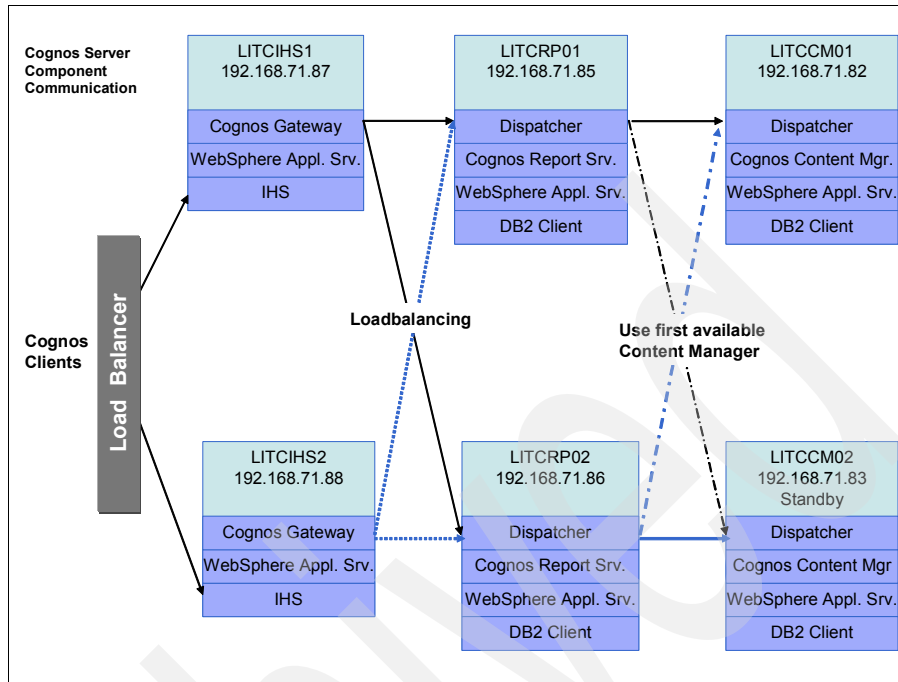 Cognos Server
Component
Communication
LITCIHS1
192.168.71.87
Cognos Gateway
WebSphere Appl. Srv.
IHS
LITCRP01
192.168.71.85
Dispatcher
Cognos Report Srv.
WebSphere Appl. Srv.
DB2 Client
LITCCM01
192.168.71.82
Dispatcher
Cognos Content Mgr.
WebSphere Appl. Srv.
DB2 Client
Cognos
Clients
Load Balancer
Loadbalancing
Use first available
Content Manager
LITCIHS2
192.168.71.88
Cognos Gateway
WebSphere Appl. Srv.
IHS
LITCRP02
192.168.71.86
Dispatcher
Cognos Report Srv.
WebSphere Appl. Srv.
DB2 Client
LITCCM02
192.168.71.83
Standby
Dispatcher
Cognos Content Mgr
WebSphere Appl. Srv.
DB2 Client